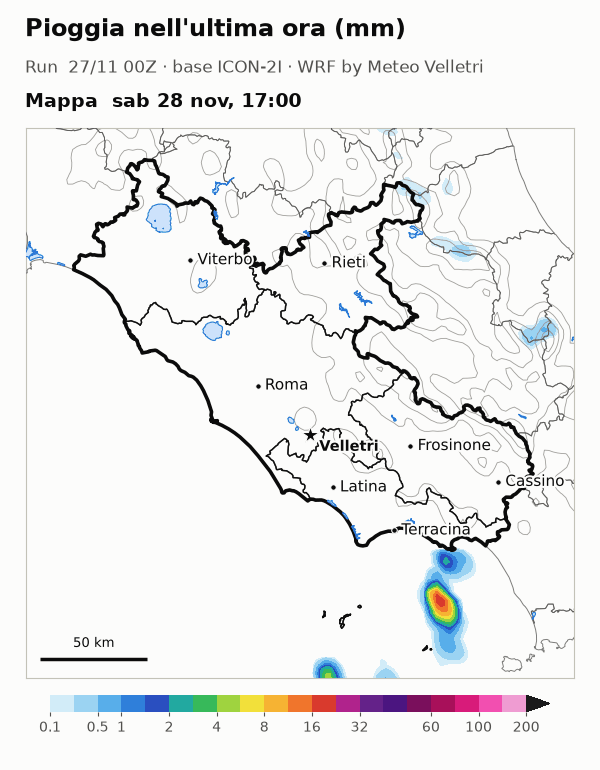 Pioggia nell'ultima ora (mm)
Run  27/11 00Z · base ICON-2I · WRF by Meteo Velletri
Mappa  sab 28 nov, 17:00
Viterbo
Rieti
Roma
Velletri
Frosinone
Cassino
Latina
Terracina
50 km
0.1 0.5 1 2 4 8 16 32 60 100 200